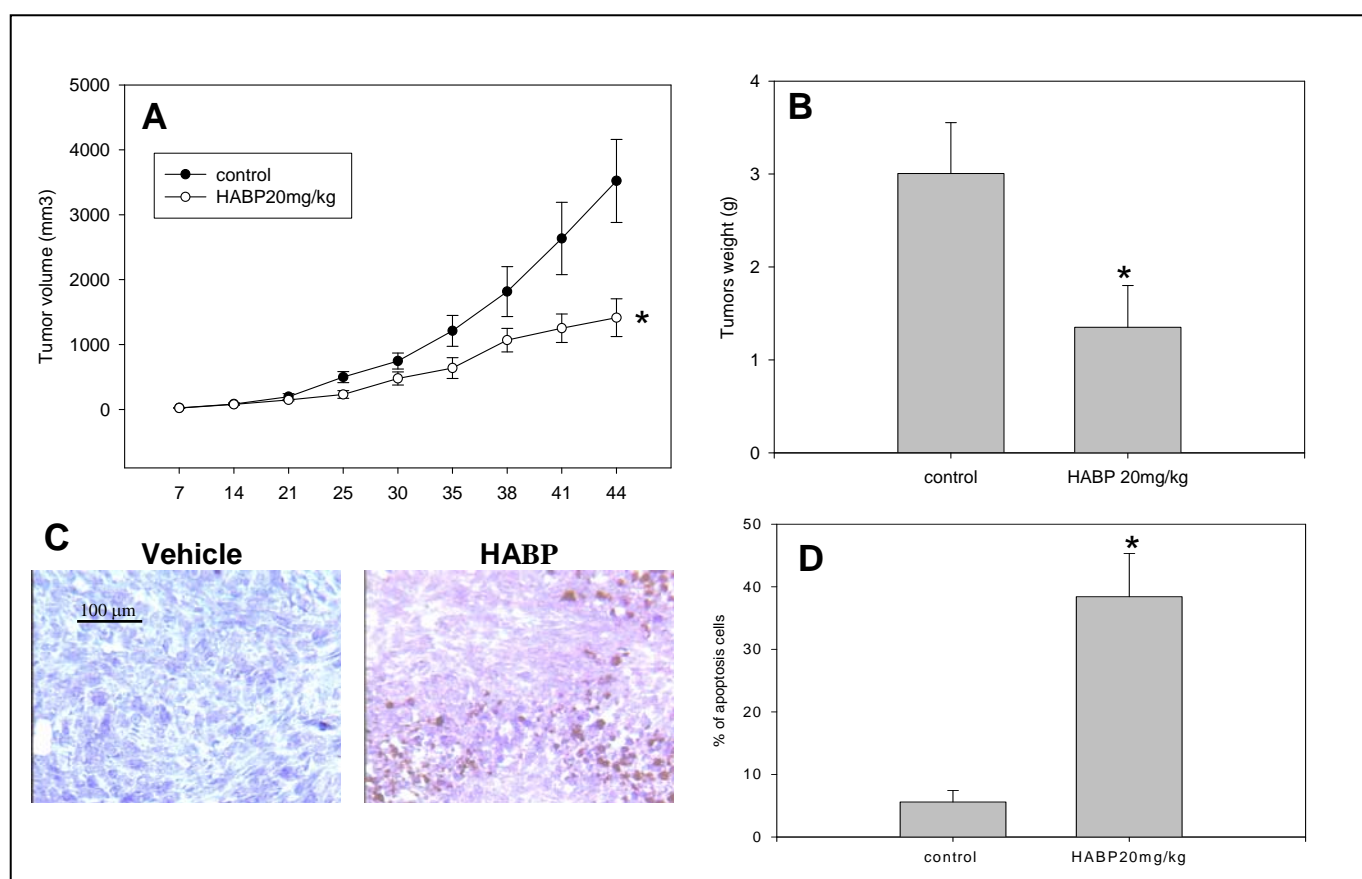 A
5000
4000
3000
2000
1000
0
Tumor volume (mm3)
control
HABP20mg/kg
*
7 14 21 25 30 35 38 41 44
B
4
3
2
1
0
Tumors weight (g)
*
control HABP 20mg/kg
C
Vehicle HABP
100 μm
D
50
40
30
20
10
0
% of apoptosis cells
*
control HABP20mg/kg